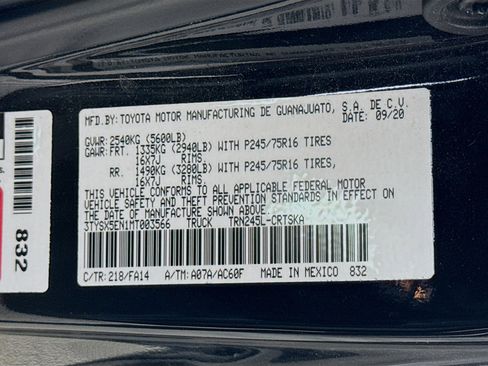 MFD.BY:TOYOTA MOTOR MANUFACTURING DE GUANAJUATO, S.A. DE C.V.
DATE: 09/20
GVWR:2540KG (5600LB)
GAWR:FRT. 1335KG (2940LB) WITH P245/75R16 TIRES
16X7J RIMS,
RR. 1490KG (3280LB) WITH P245/75R16 TIRES,
16X7J RIMS
THIS VEHICLE CONFORMS TO ALL APPLICABLE FEDERAL MOTOR
VEHICLE SAFETY AND THEFT PREVENTION STANDARDS IN EFFECT
ON THE DATE OF MANUFACTURE SHOWN ABOVE.
3TYSX5EN1MT003566 TRUCK TRN245L-CRTSKA
C/TR:218/FA14 A/TM:A07A/AC60F MADE IN MEXICO 832
832